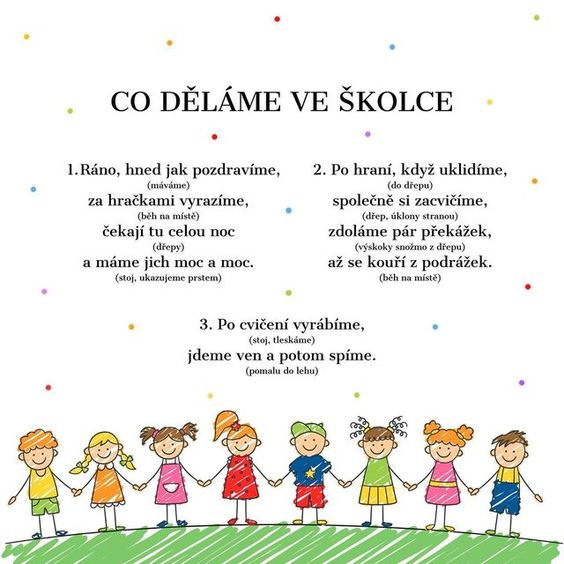 CO DĚLÁME VE ŠKOLCE
1. Ráno, hned jak pozdravíme,
(máváme)
za hračkami vyrazíme,
(běh na místě)
čekají tu celou noc
(dřepy)
a máme jich moc a moc.
(stoj, ukazujeme prstem)
2. Po hraní, když uklidíme,
(do dřepu)
společně si zacvičíme,
(dřep, úklony stranou)
zdoláme pár překážek,
(výskoky snožmo z dřepu)
až se kouří z podrážek.
(běh na místě)
3. Po cvičení vyrábíme,
(stoj, tleskáme)
jdeme ven a potom spíme.
(pomalu do lehu)